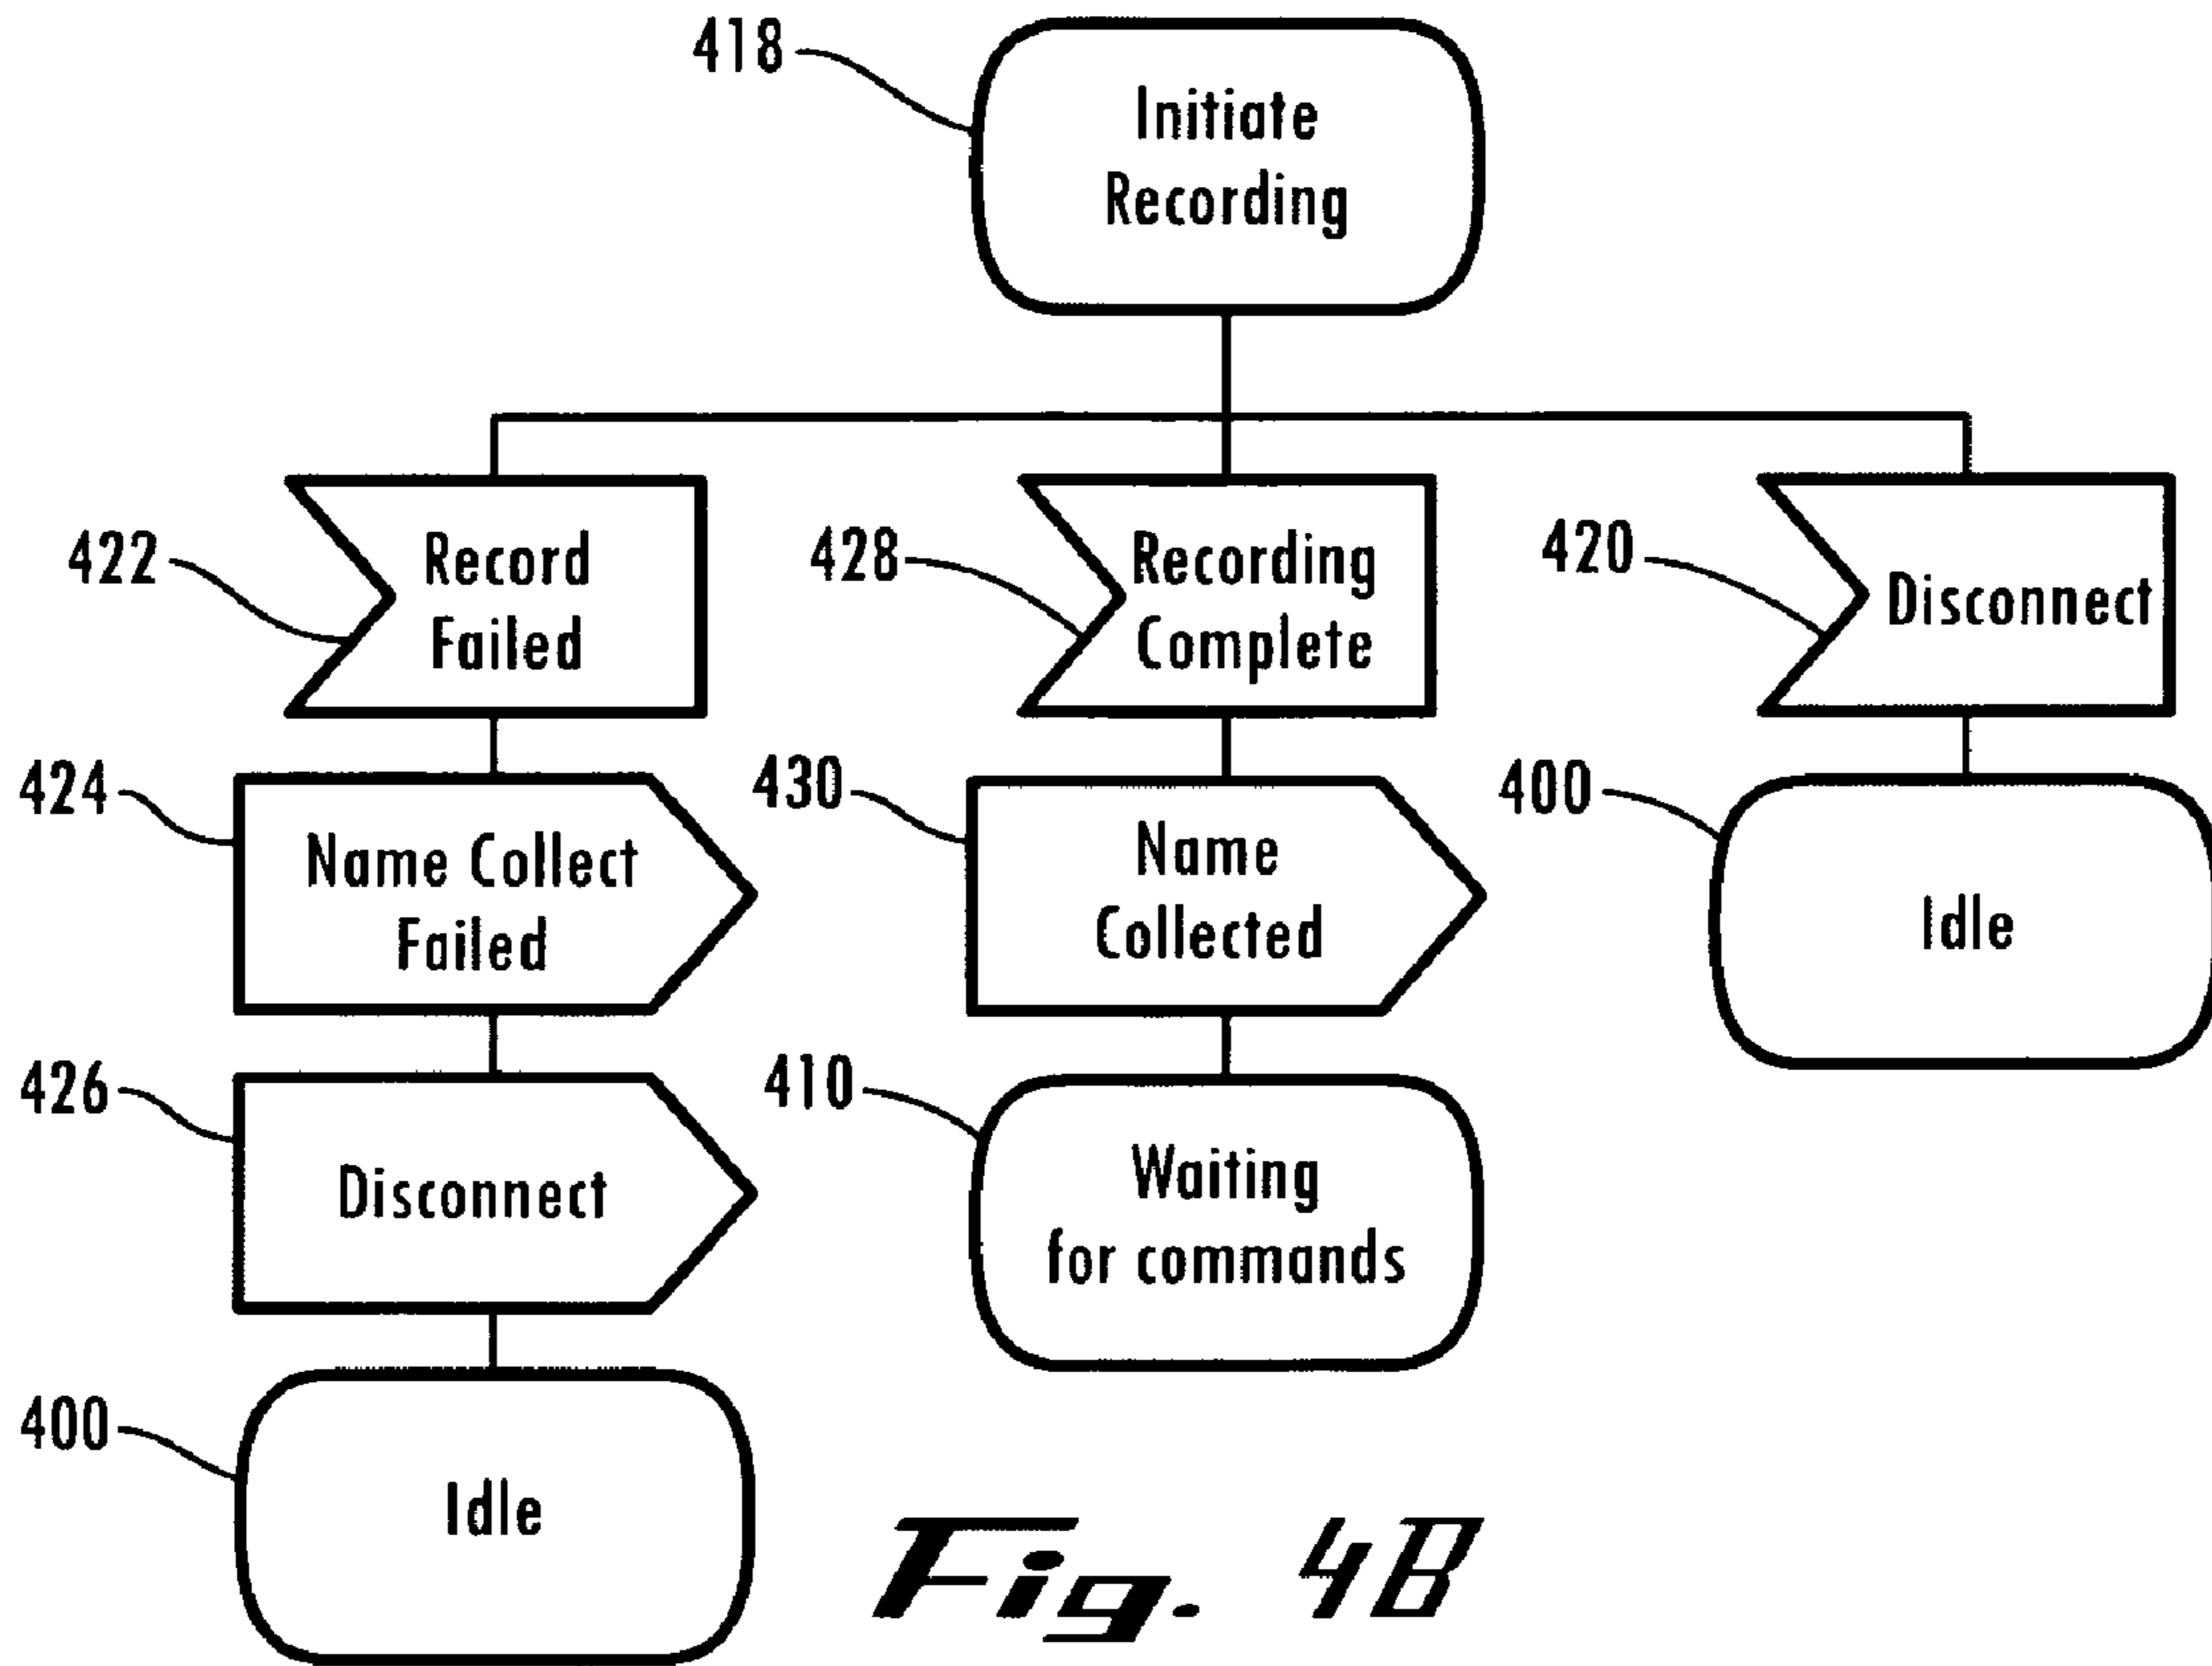 418
Initiate
Recording
422
Record
Failed
428
Recording
Complete
420
Disconnect
424
Name Collect
Failed
430
Name
Collected
400
Idle
426
Disconnect
410
Waiting
for commands
400
Idle
Fig. 4B